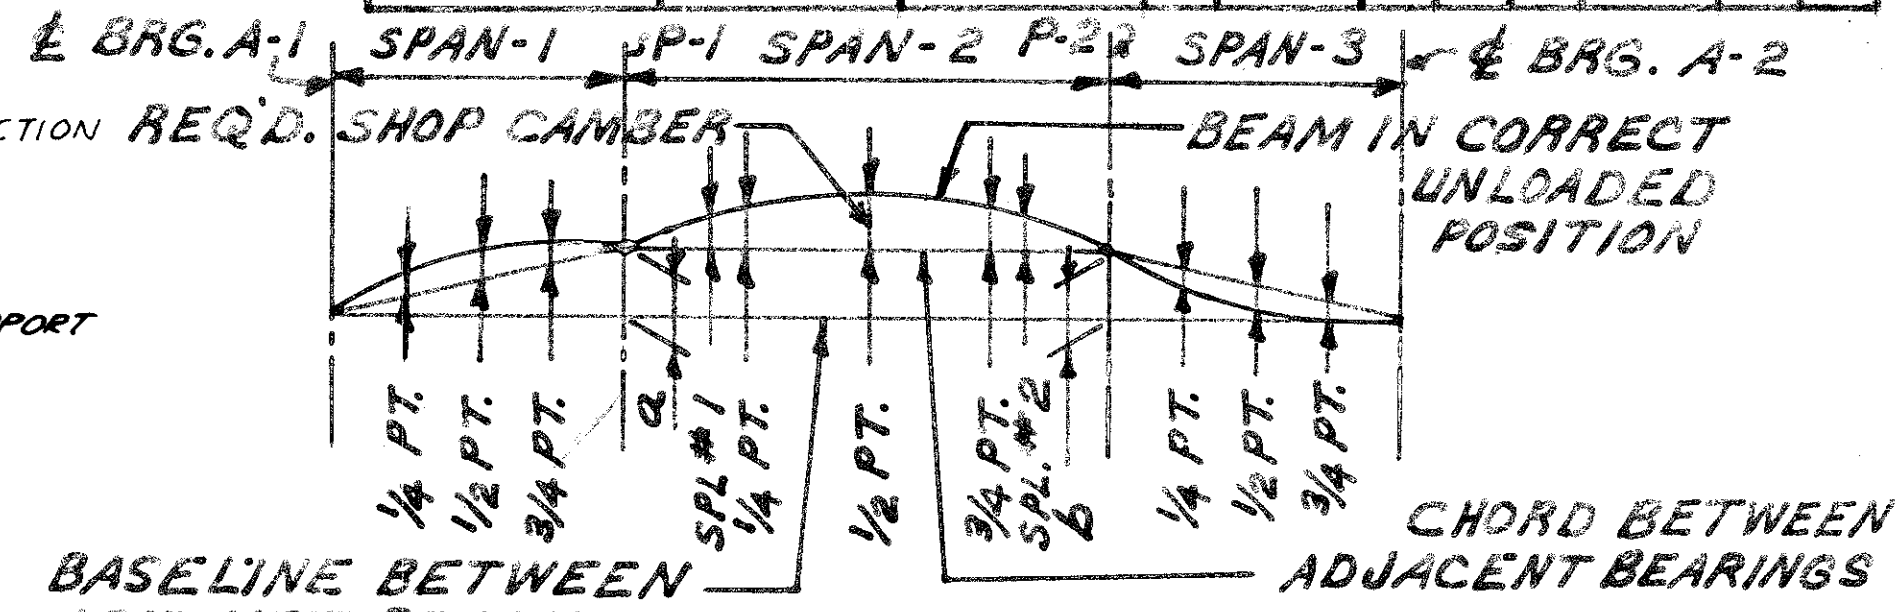 ℄ BRG. A-1 SPAN-1 P-1 SPAN-2 P-2 SPAN-3 ℄ BRG. A-2
REQ'D. SHOP CAMBER
BEAM IN CORRECT
UNLOADED
POSITION
1/4 PT.
1/2 PT.
3/4 PT.
a
SPL #1
1/4 PT.
1/2 PT.
3/4 PT.
SPL. #2
b
1/4 PT.
1/2 PT.
3/4 PT.
CHORD BETWEEN
ADJACENT BEARINGS
BASELINE BETWEEN